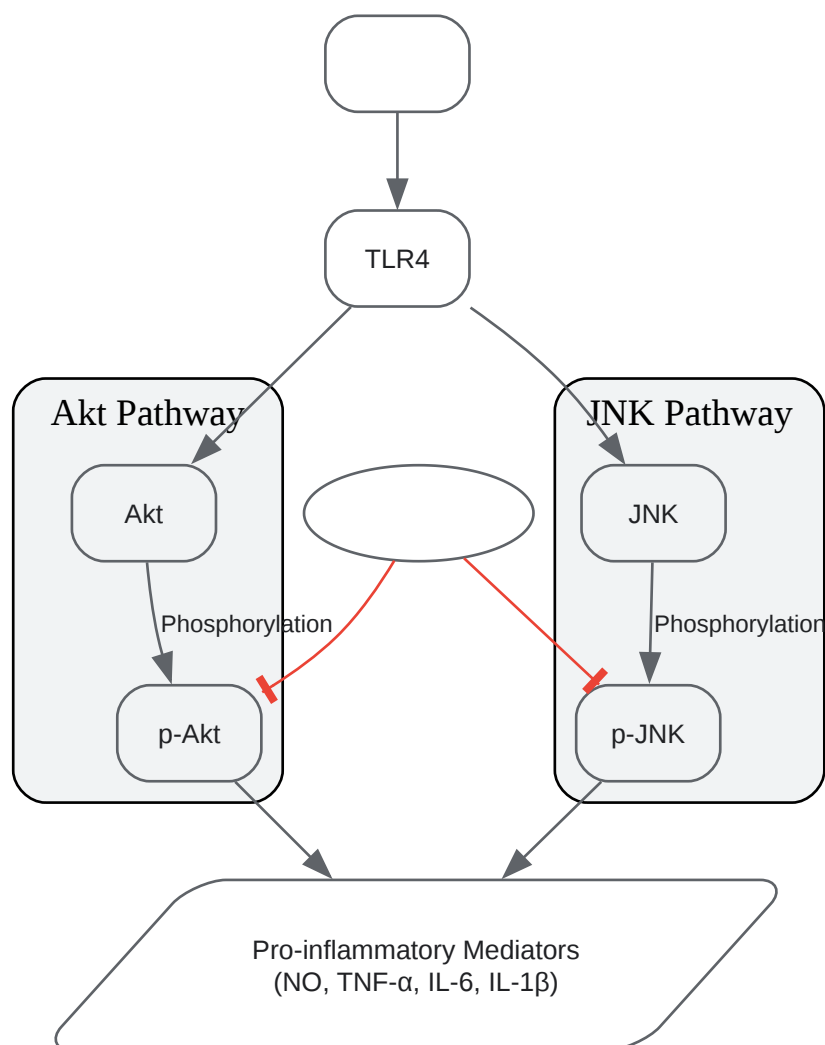 TLR4
Akt Pathway
JNK Pathway
Akt
JNK
Phosphorylation
Phosphorylation
p-Akt
p-JNK
Pro-inflammatory Mediators
(NO, TNF-α, IL-6, IL-1β)